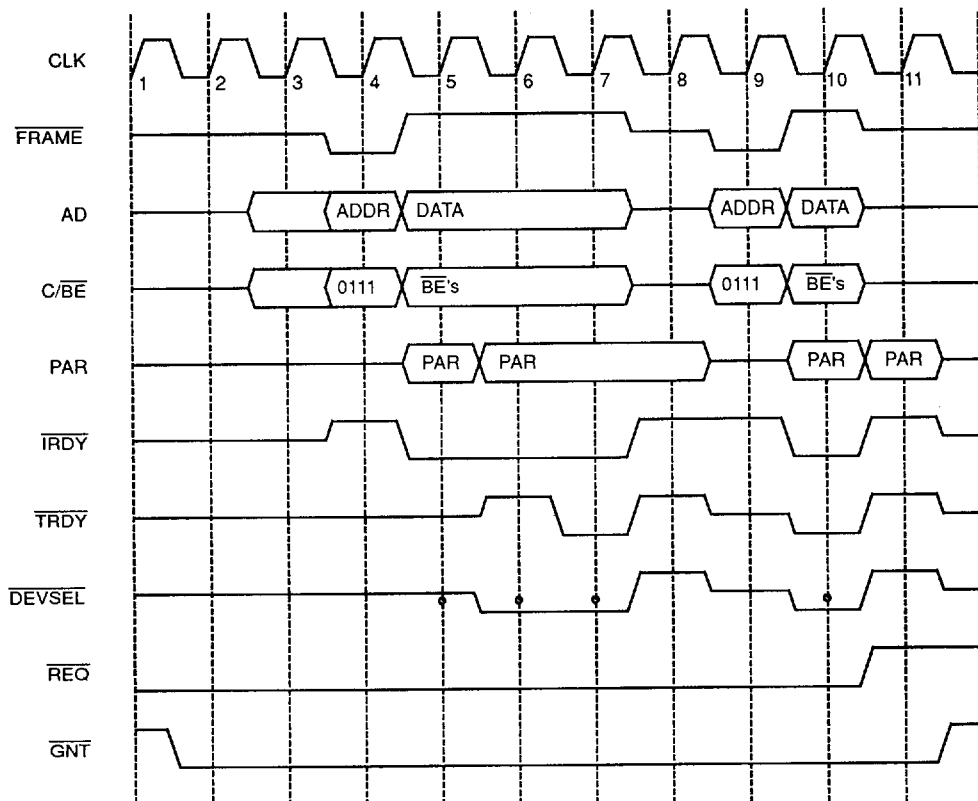 CLK
1 2 3 4 5 6 7 8 9 10 11
FRAME
AD ADDR DATA ADDR DATA
C/BE 0111 BE's 0111 BE's
PAR PAR PAR PAR PAR
IRDY
TRDY
DEVSEL
REQ
GNT